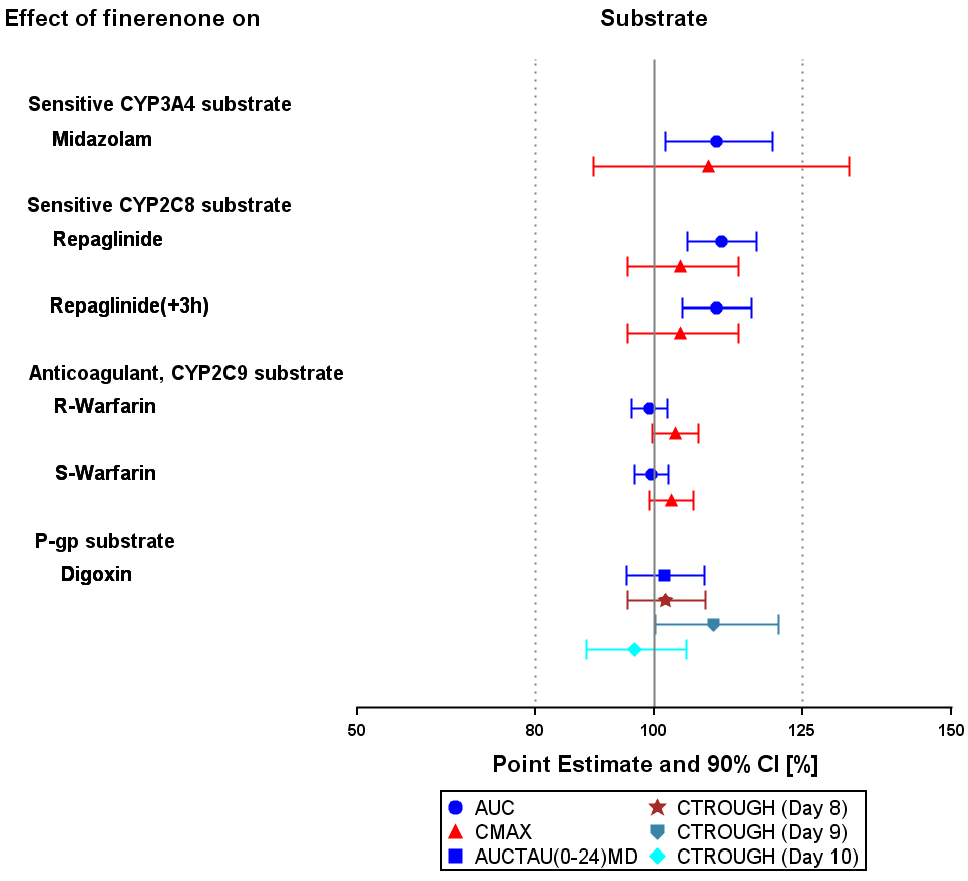 Effect of finerenone on Substrate
Sensitive CYP3A4 substrate
Midazolam
Sensitive CYP2C8 substrate
Repaglinide
Repaglinide(+3h)
Anticoagulant, CYP2C9 substrate
R-Warfarin
S-Warfarin
P-gp substrate
Digoxin
50 80 100 125 150
Point Estimate and 90% CI [%]
AUC CTROUGH (Day 8)
CMAX CTROUGH (Day 9)
AUCTAU(0-24)MD CTROUGH (Day 10)